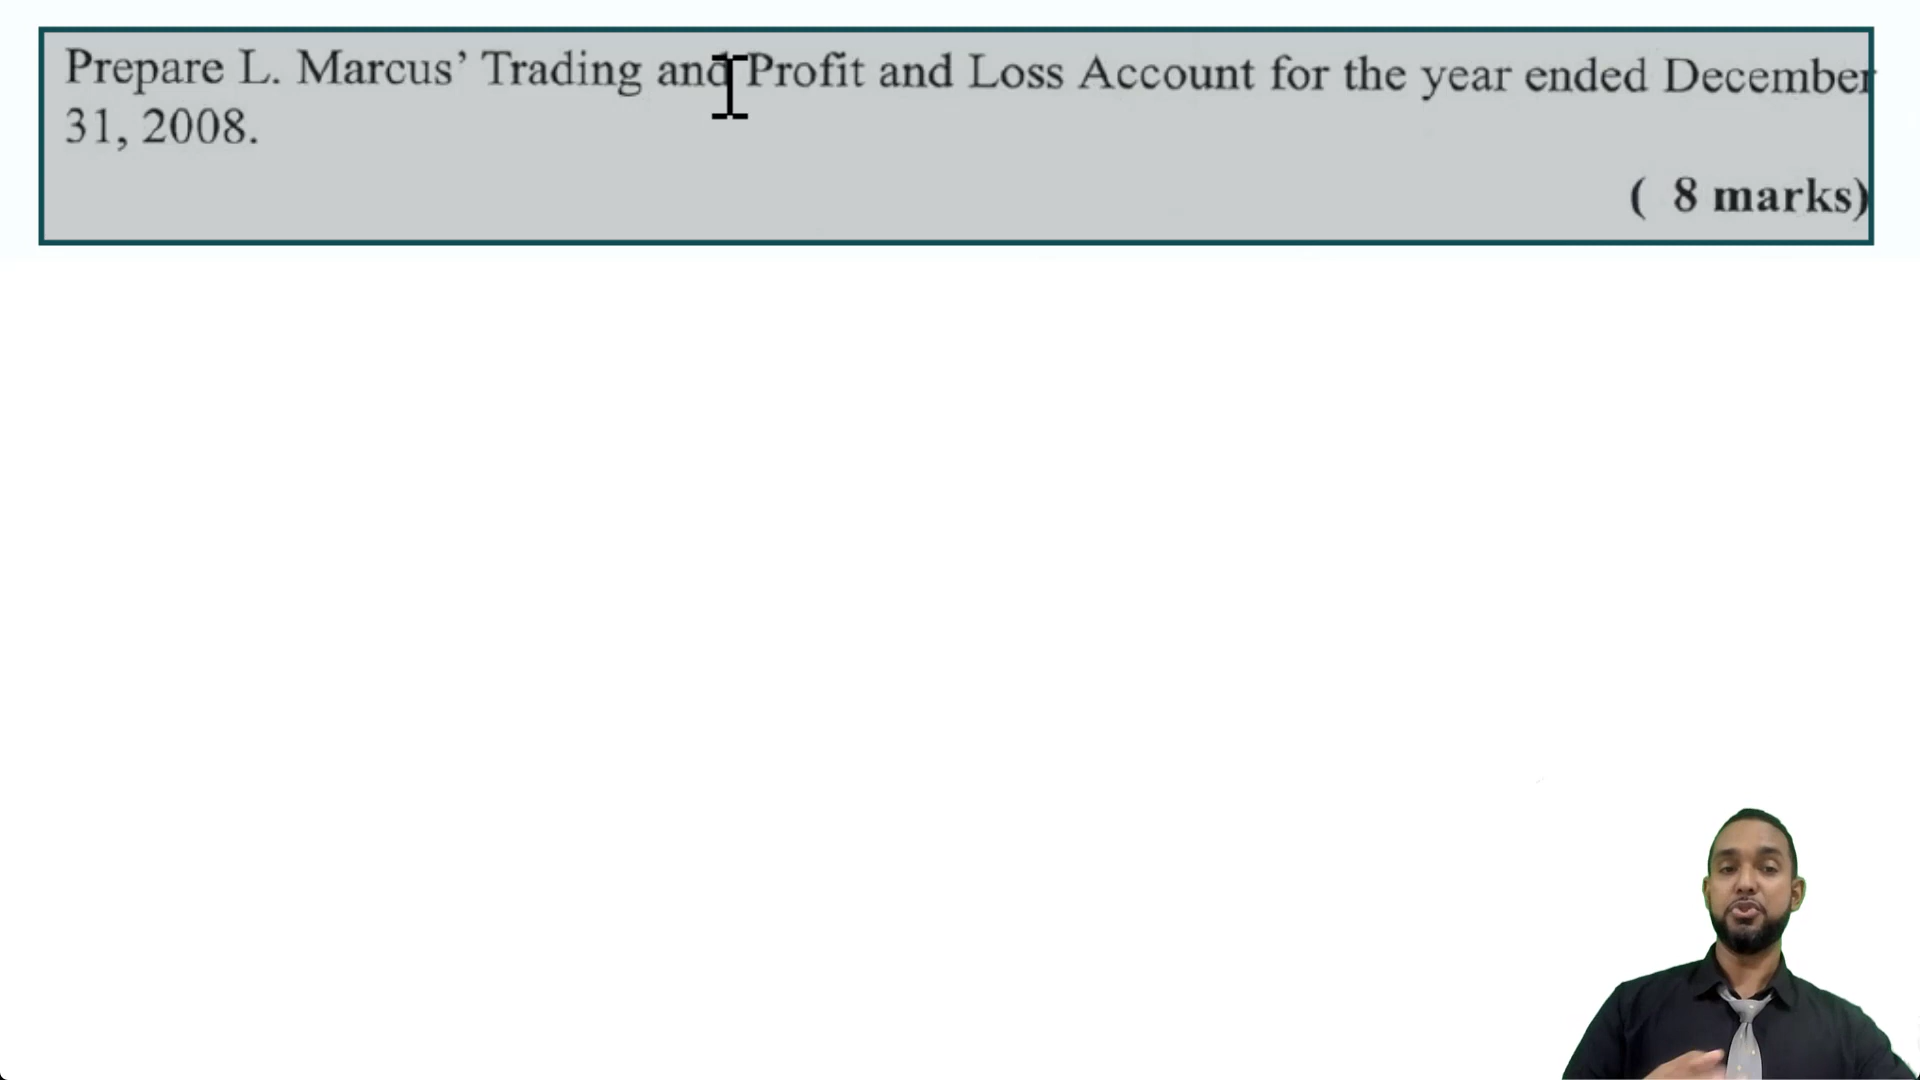 Prepare L. Marcus’ Trading and Profit and Loss Account for the year ended December
31, 2008.
( 8 marks)